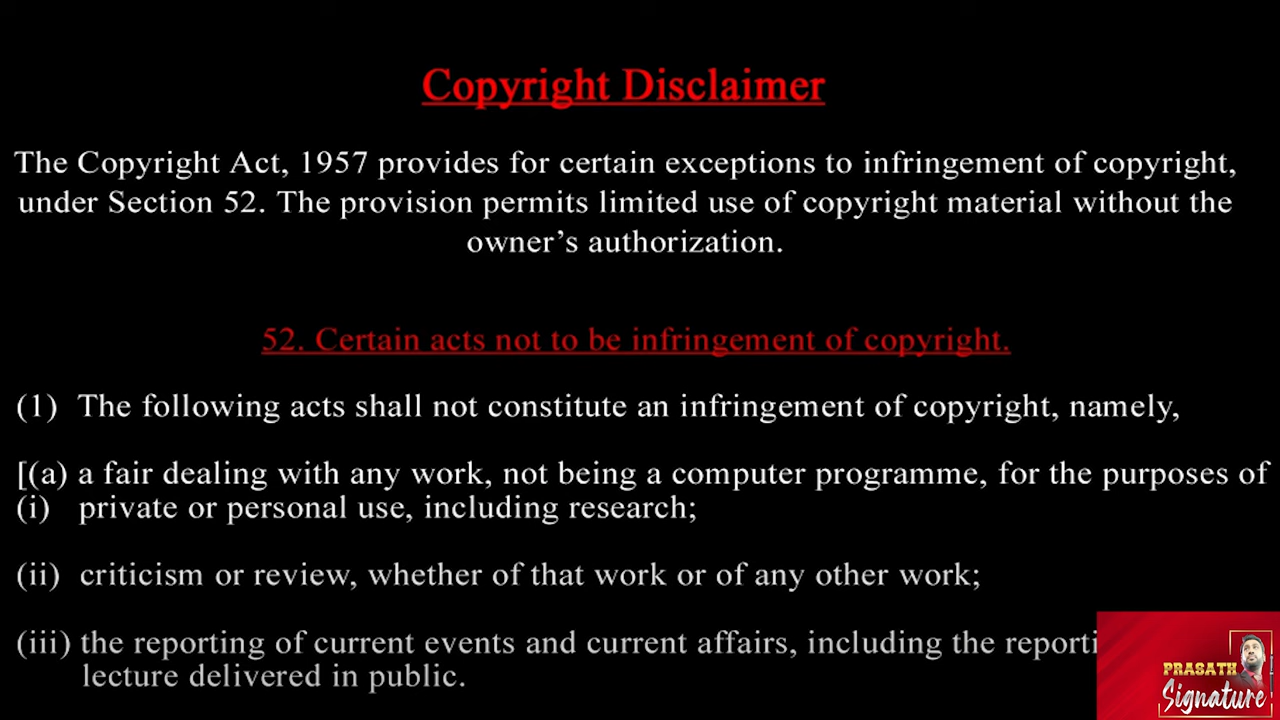 Copyright Disclaimer
The Copyright Act, 1957 provides for certain exceptions to infringement of copyright,
under Section 52. The provision permits limited use of copyright material without the
owner’s authorization.
52. Certain acts not to be infringement of copyright.
(1) The following acts shall not constitute an infringement of copyright, namely,
[(a) a fair dealing with any work, not being a computer programme, for the purposes of
(i) private or personal use, including research;
(ii) criticism or review, whether of that work or of any other work;
(iii) the reporting of current events and current affairs, including the
lecture delivered in public.
PRASATH
Signature